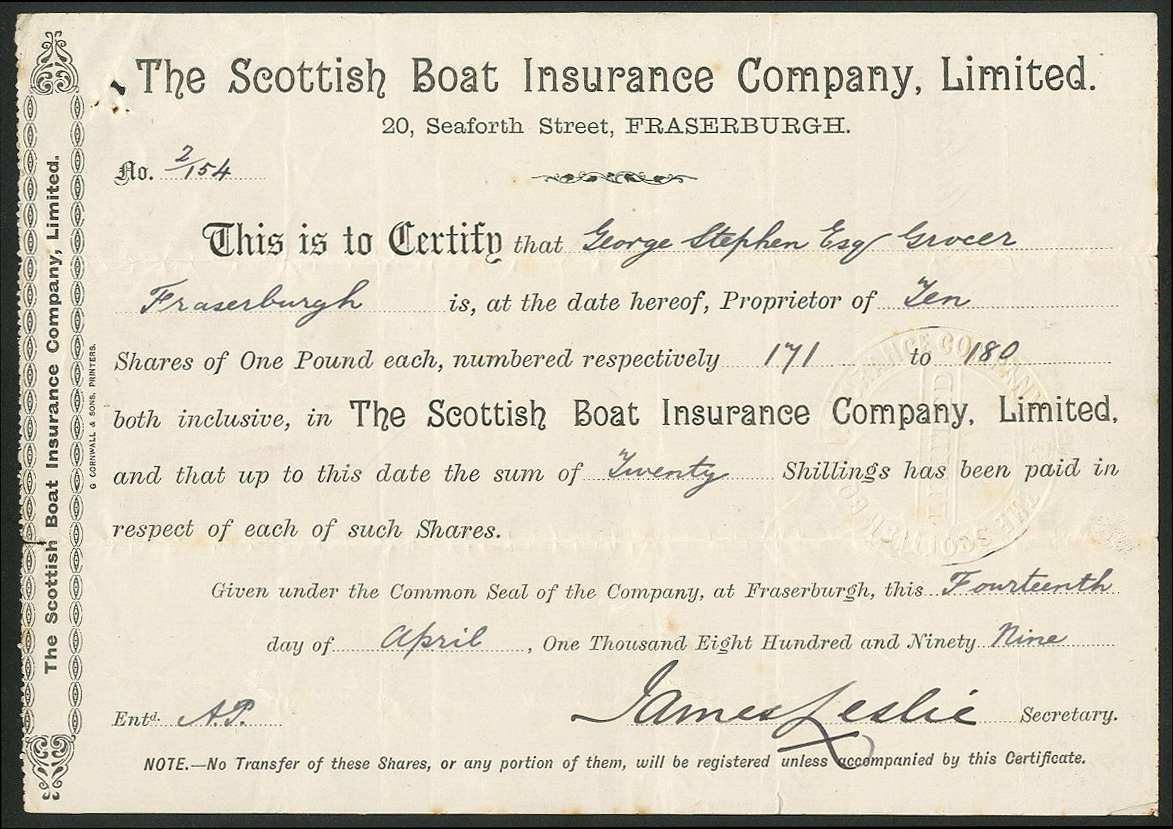 The Scottish Boat Insurance Company, Limited.
20, Seaforth Street, FRASERBURGH.
No. 2/154
This is to Certify that George Stephen Esq Grocer
Fraserburgh is, at the date hereof, Proprietor of Ten
Shares of One Pound each, numbered respectively 171 to 180
both inclusive, in The Scottish Boat Insurance Company, Limited,
and that up to this date the sum of Twenty Shillings has been paid in
respect of each of such Shares.
Given under the Common Seal of the Company, at Fraserburgh, this Fourteenth
day of April, One Thousand Eight Hundred and Ninety Nine
Entd. A.P. James Leslie Secretary.
NOTE.—No Transfer of these Shares, or any portion of them, will be registered unless accompanied by this Certificate.
The Scottish Boat Insurance Company, Limited.
G CORNWALL & SONS, PRINTERS.